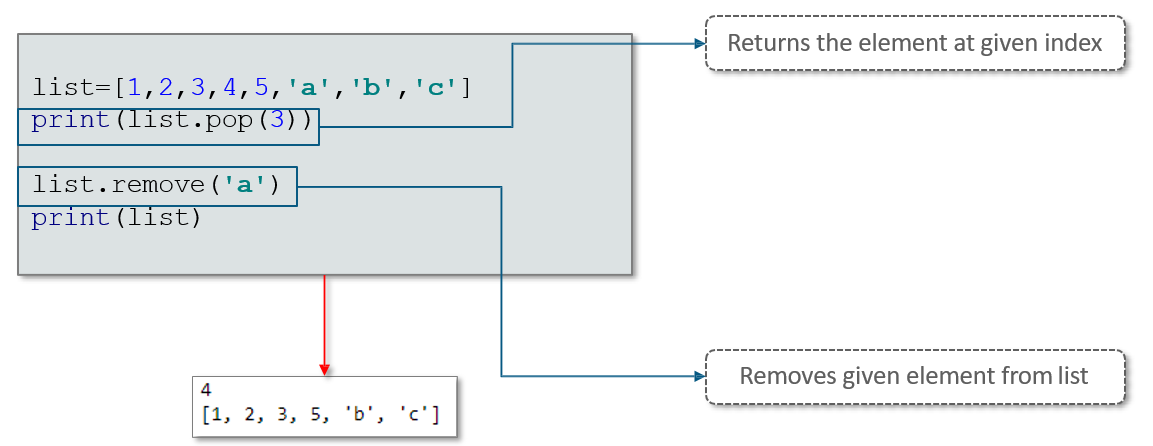 list=[1,2,3,4,5,'a','b','c']
print(list.pop(3))
list.remove('a')
print(list)
Returns the element at given index
Removes given element from list
4
[1, 2, 3, 5, 'b', 'c']